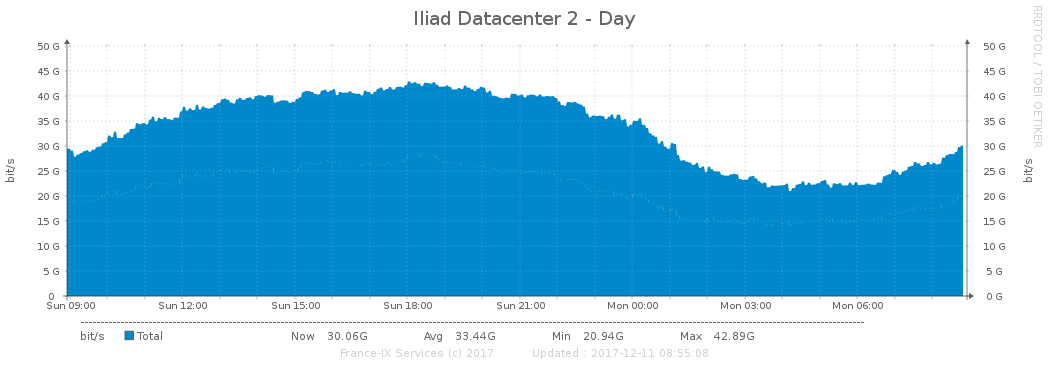 Iliad Datacenter 2 - Day
RRDTOOL / TOBI OETIKER
50 G 50 G
45 G 45 G
40 G 40 G
35 G 35 G
30 G 30 G
25 G 25 G
20 G 20 G
15 G 15 G
10 G 10 G
5 G 5 G
0 0 G
bit/s bit/s
Sun 09:00 Sun 12:00 Sun 15:00 Sun 18:00 Sun 21:00 Mon 00:00 Mon 03:00 Mon 06:00
bit/s Total Now 30.06G Avg 33.44G Min 20.94G Max 42.89G
France-IX Services (c) 2017 Updated : 2017-12-11 08:55:08